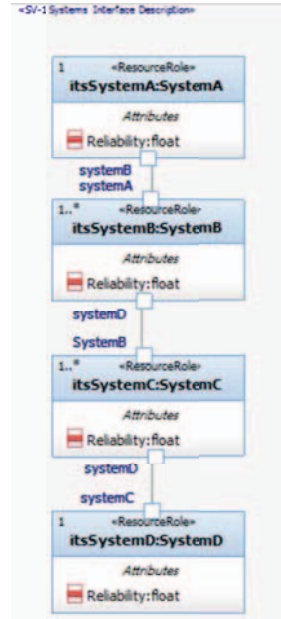 «SV-1 Systems Interface Description»
1 «ResourceRole»
itsSystemA:SystemA
Attributes
Reliability:float
systemB
systemA
1..* «ResourceRole»
itsSystemB:SystemB
Attributes
Reliability:float
systemD
SystemB
1..* «ResourceRole»
itsSystemC:SystemC
Attributes
Reliability:float
systemD
systemC
1 «ResourceRole»
itsSystemD:SystemD
Attributes
Reliability:float